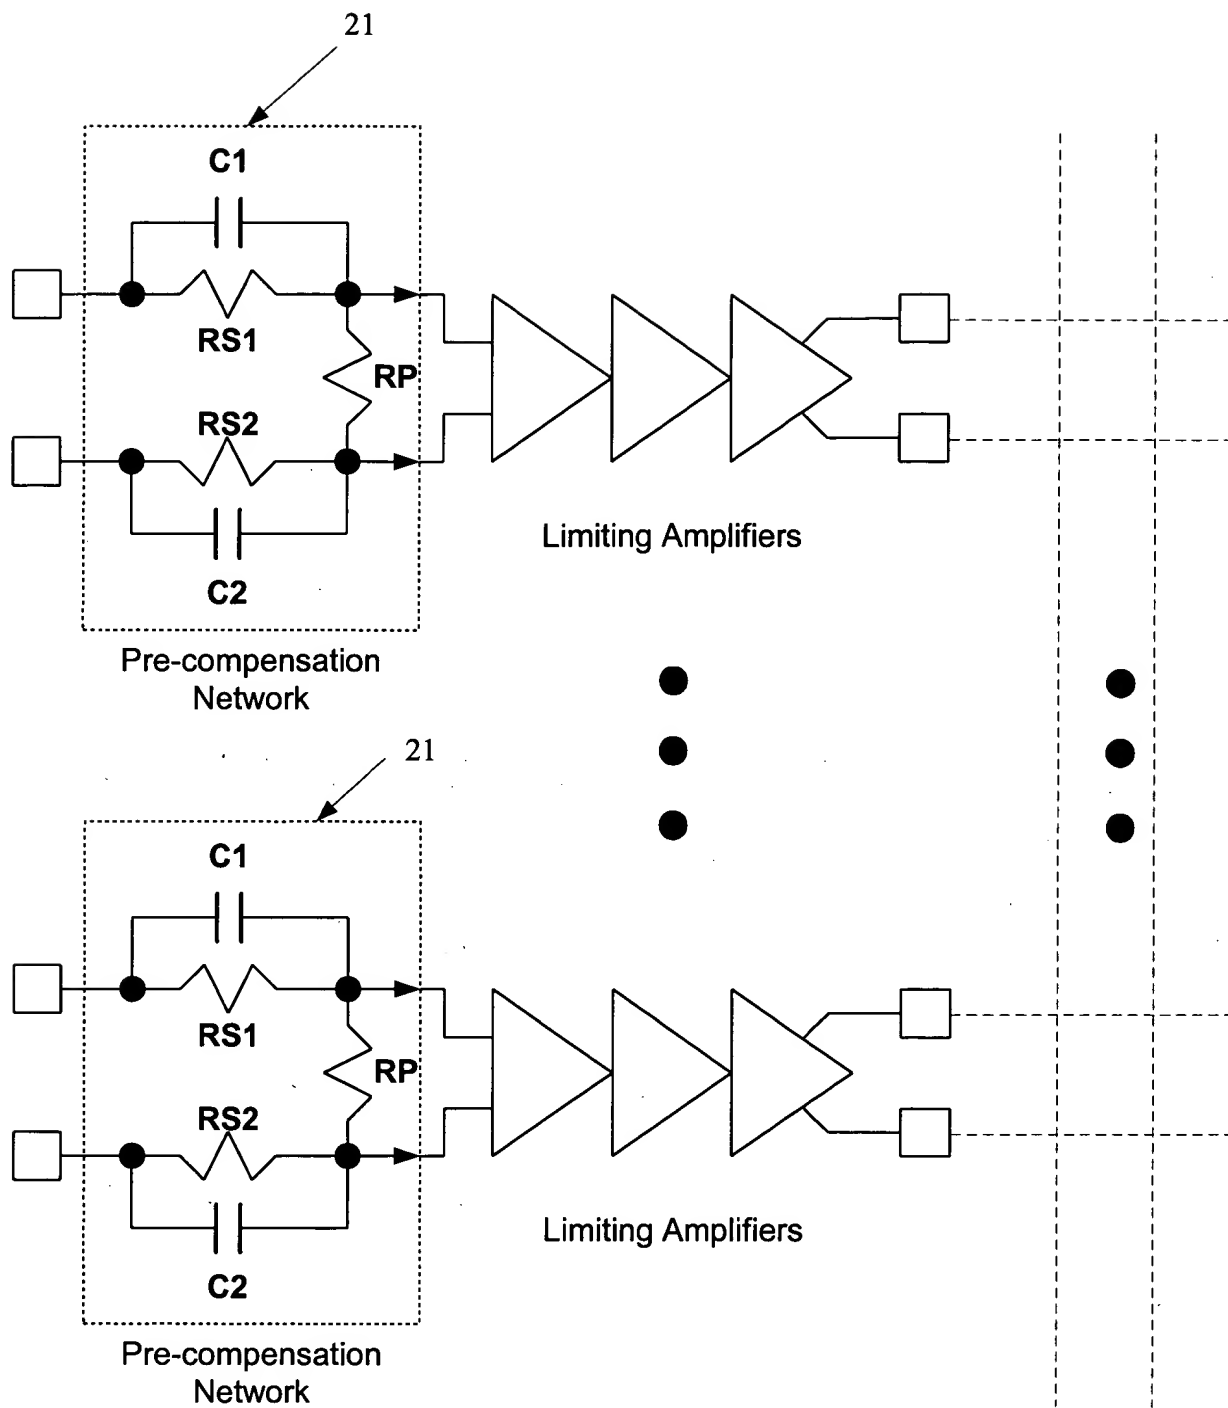 21
C1
RS1
RP
RS2
C2
Limiting Amplifiers
Pre-compensation
Network
21
C1
RS1
RP
RS2
C2
Limiting Amplifiers
Pre-compensation
Network